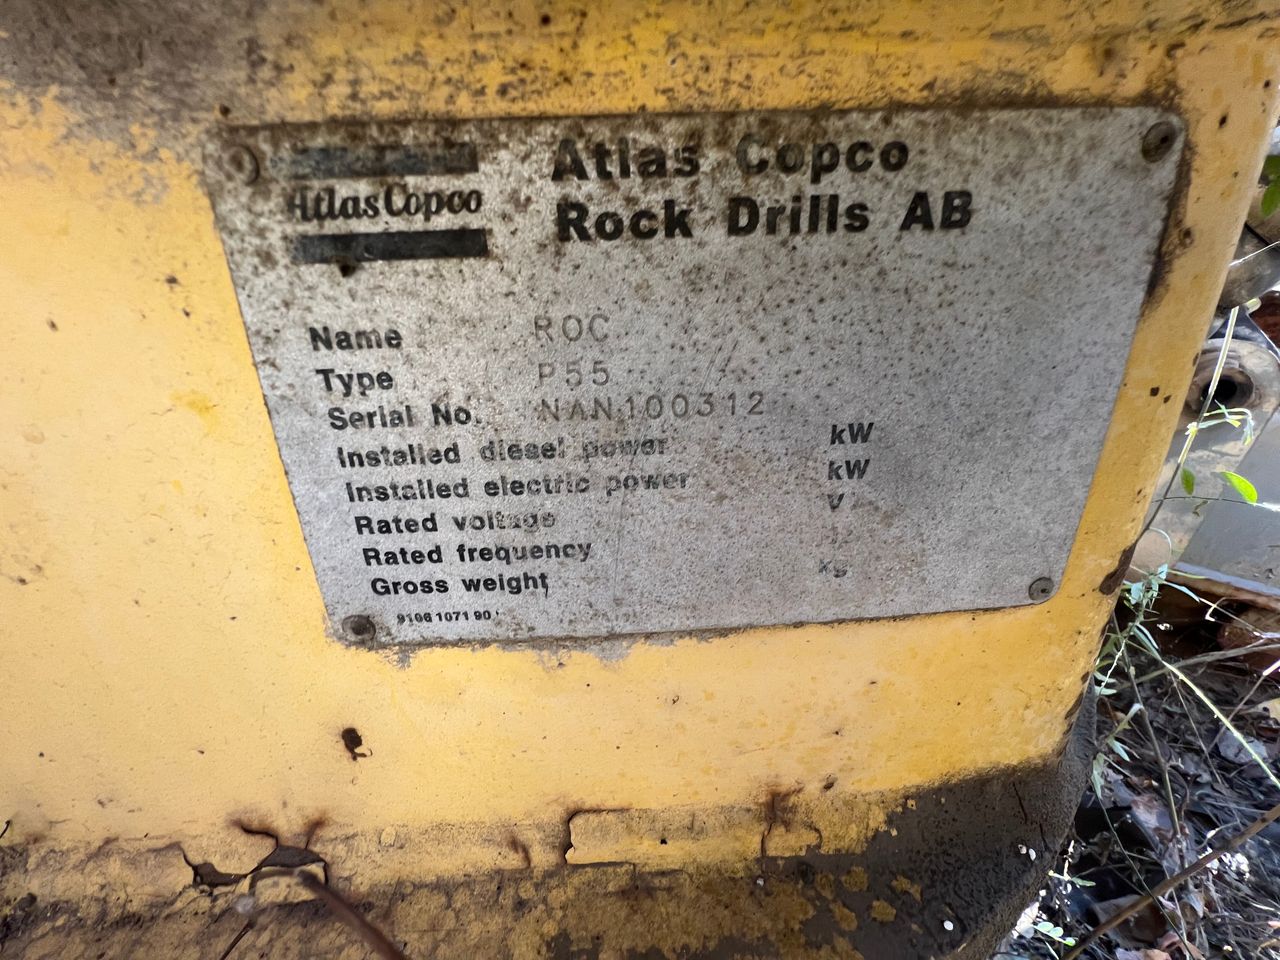 Atlas Copco
Atlas Copco
Rock Drills AB
Name ROC
Type P55
Serial No. NAN100312
Installed diesel power kW
Installed electric power kW
Rated voltage V
Rated frequency
Gross weight kg
9106 1071 90